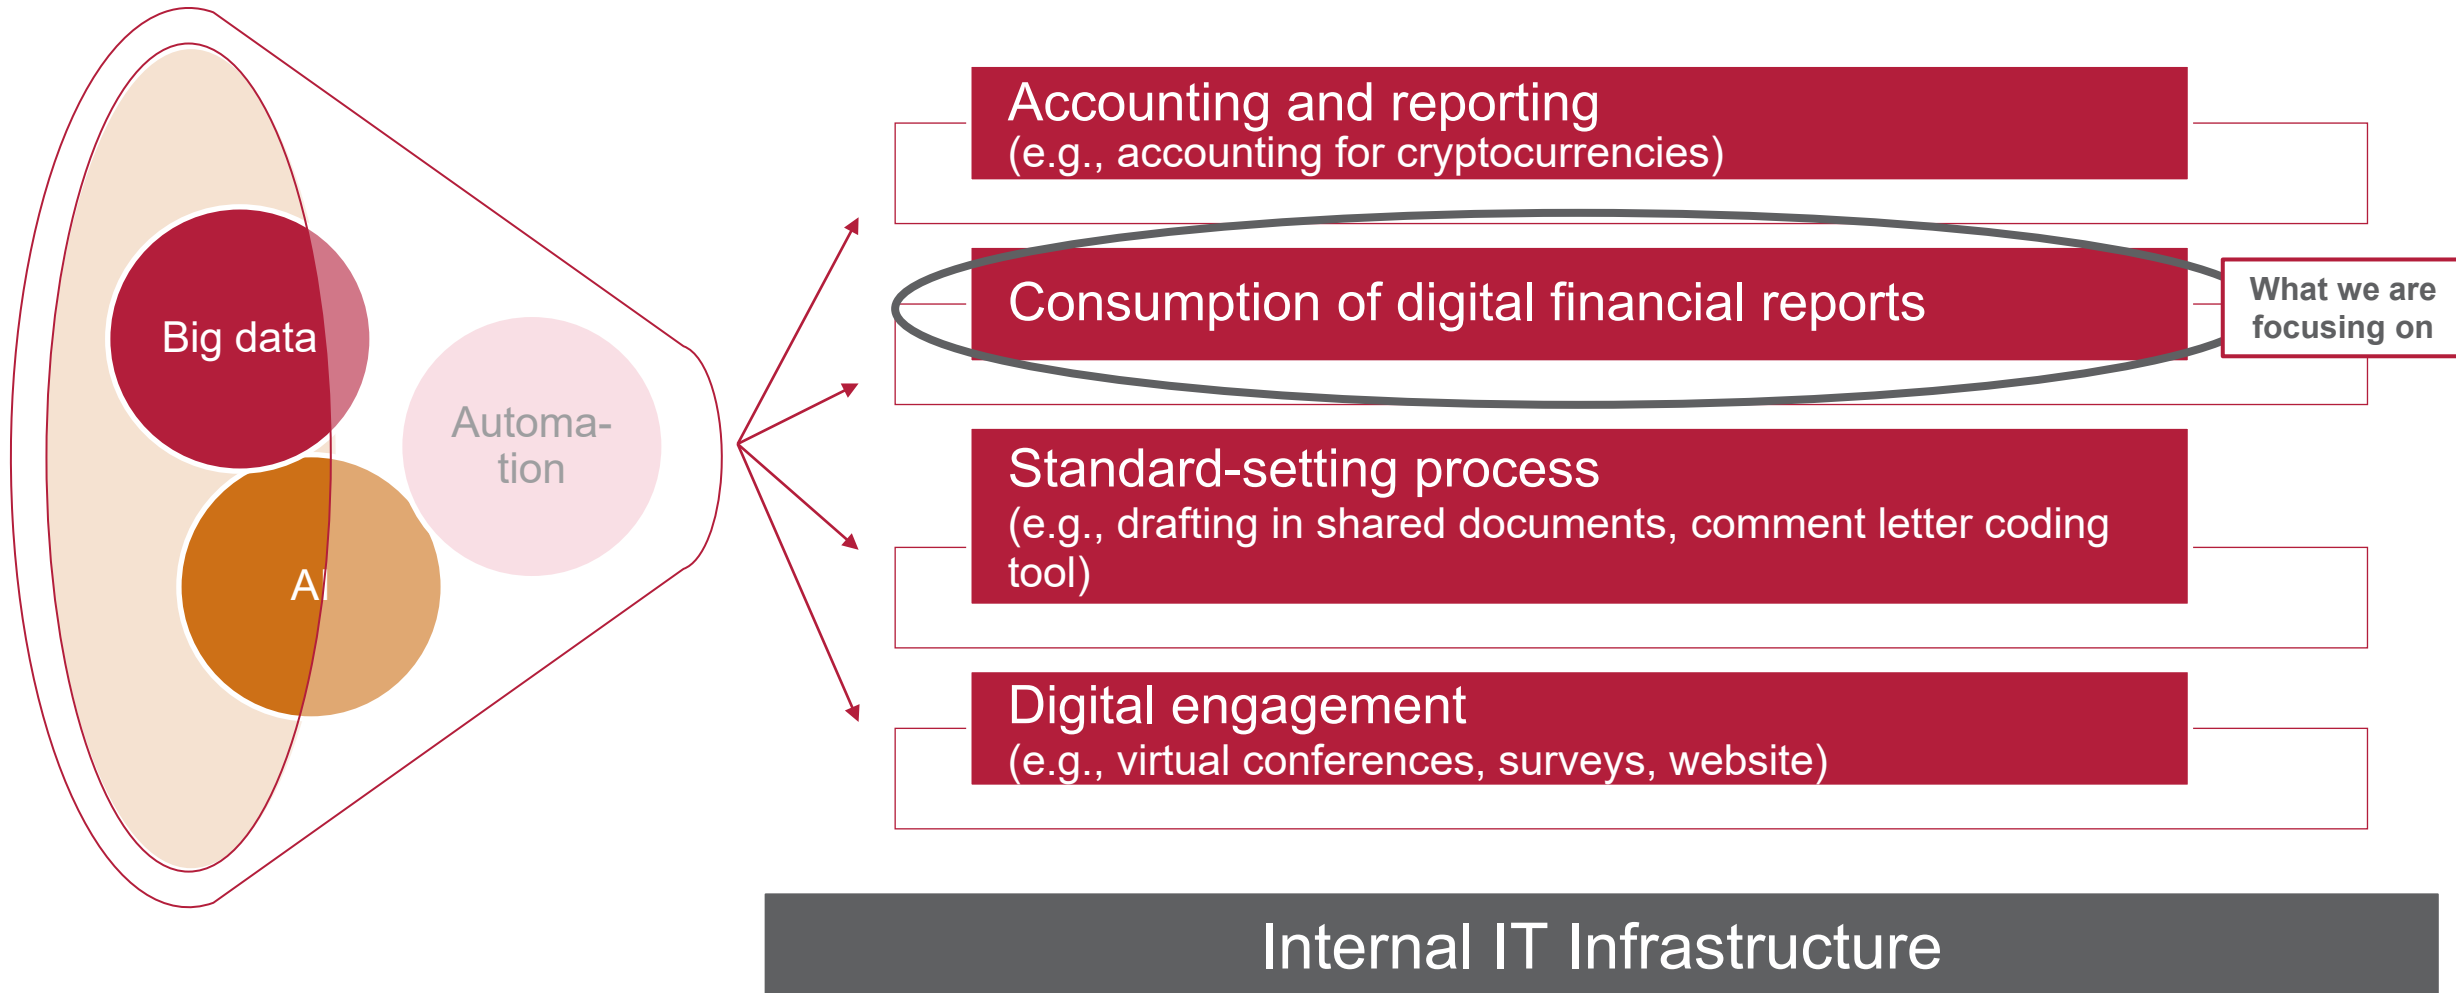 Big data
AI
Automa-
tion
Accounting and reporting
(e.g., accounting for cryptocurrencies)
Consumption of digital financial reports
What we are
focusing on
Standard-setting process
(e.g., drafting in shared documents, comment letter coding
tool)
Digital engagement
(e.g., virtual conferences, surveys, website)
Internal IT Infrastructure